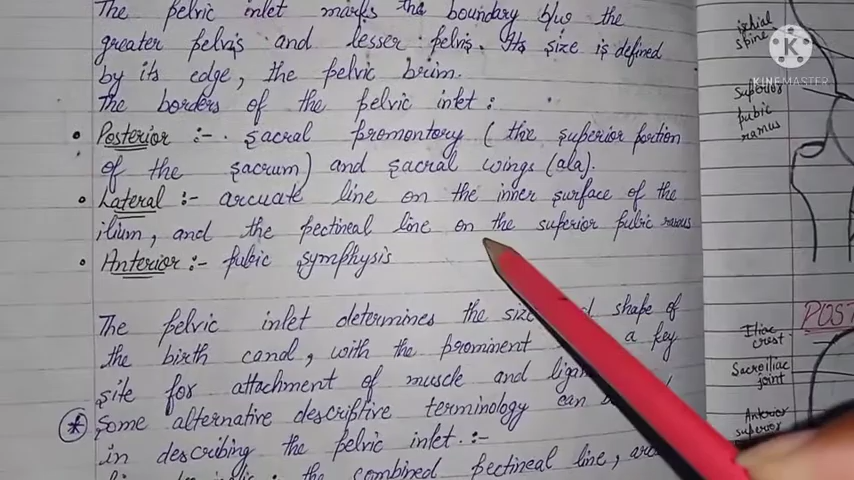 The pelvic inlet marks the boundary b/w the
greater pelvis and lesser pelvis. Its size is defined
by its edge, the pelvic brim.
The borders of the pelvic inlet :
• Posterior :- sacral promontory (the superior portion
of the sacrum) and sacral wings (ala).
• Lateral :- arcuate line on the inner surface of the
ilium, and the pectineal line on the superior pubic ramus
• Anterior :- pubic symphysis
The pelvic inlet determines the size shape of
the birth canal, with the prominent a key
site for attachment of muscle and
* Some alternative descriptive terminology can
in describing the pelvic inlet :-
the combined pectineal line,
ischial
spine
Superior
pubic
ramus
KINEMASTER
POST
Iliac
crest
Sacroiliac
joint
Anterior
superior